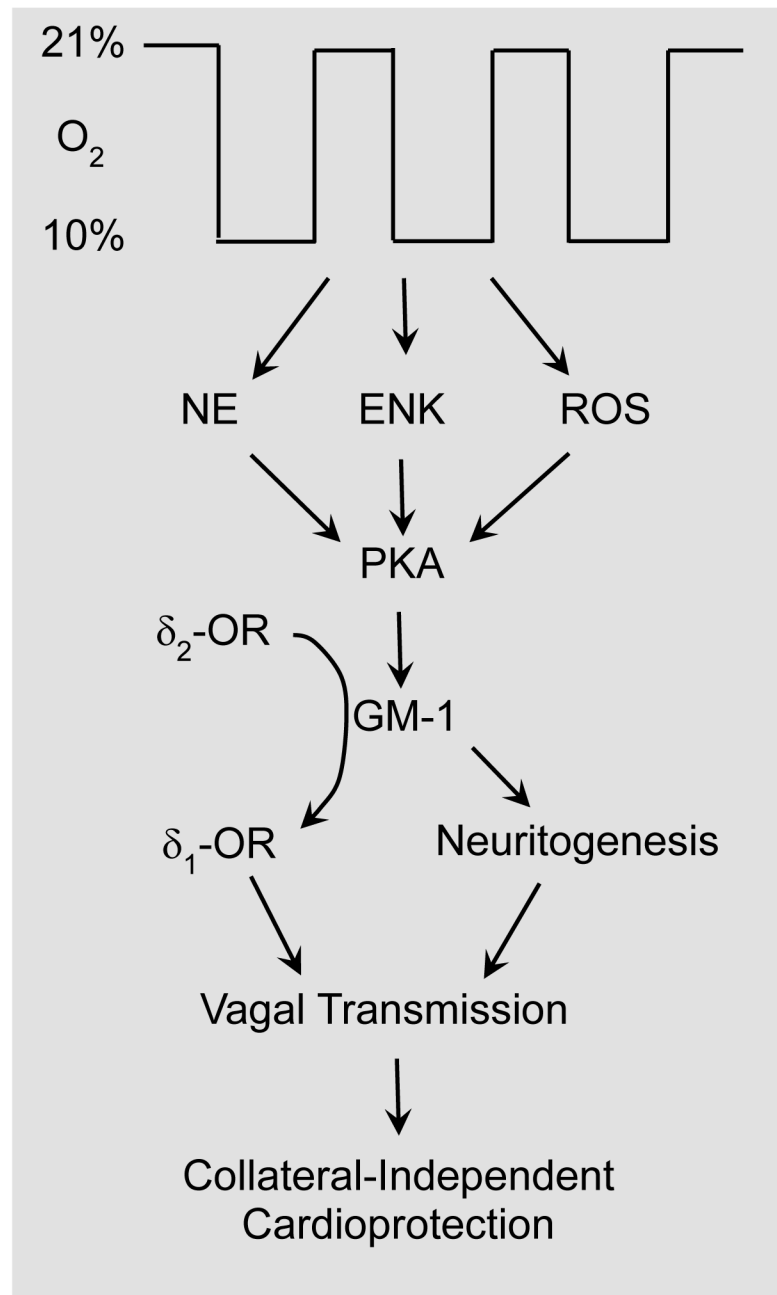 21%
O₂
10%
NE ENK ROS
PKA
δ₂-OR
GM-1
δ₁-OR Neuritogenesis
Vagal Transmission
Collateral-Independent
Cardioprotection